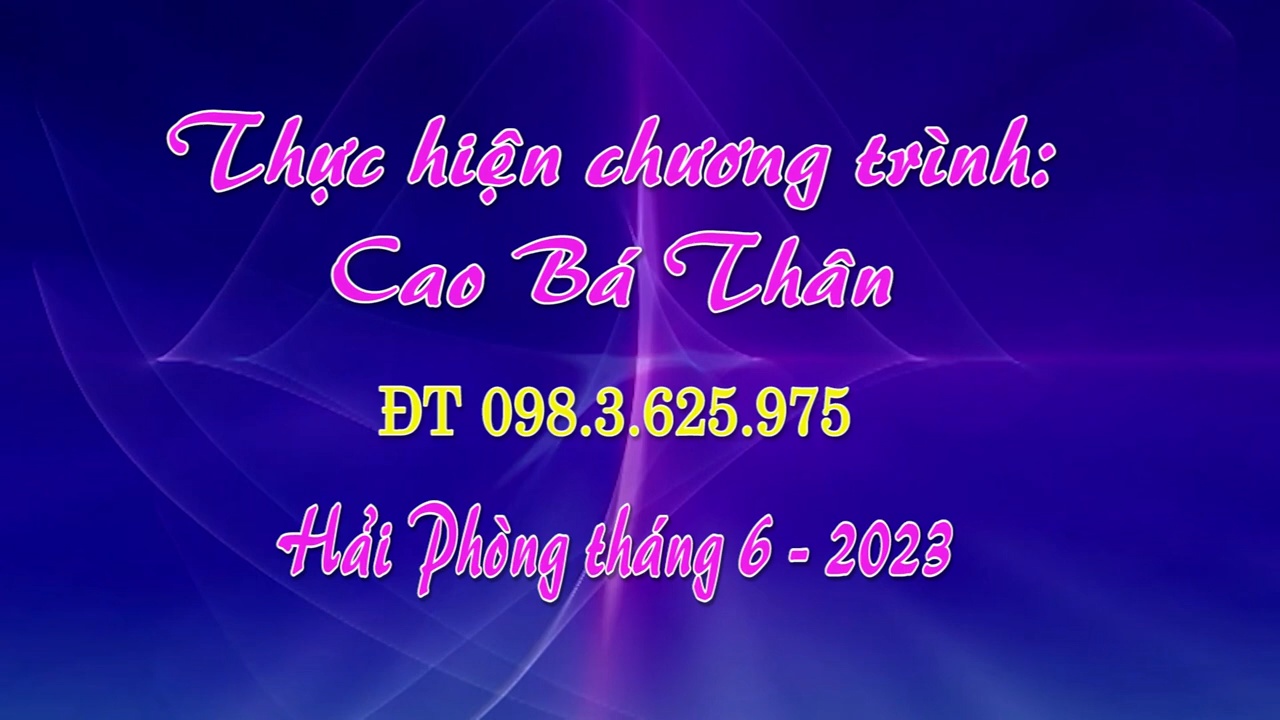 Thực hiện chương trình:
Cao Bá Thân
ĐT 098.3.625.975
Hải Phòng tháng 6 - 2023